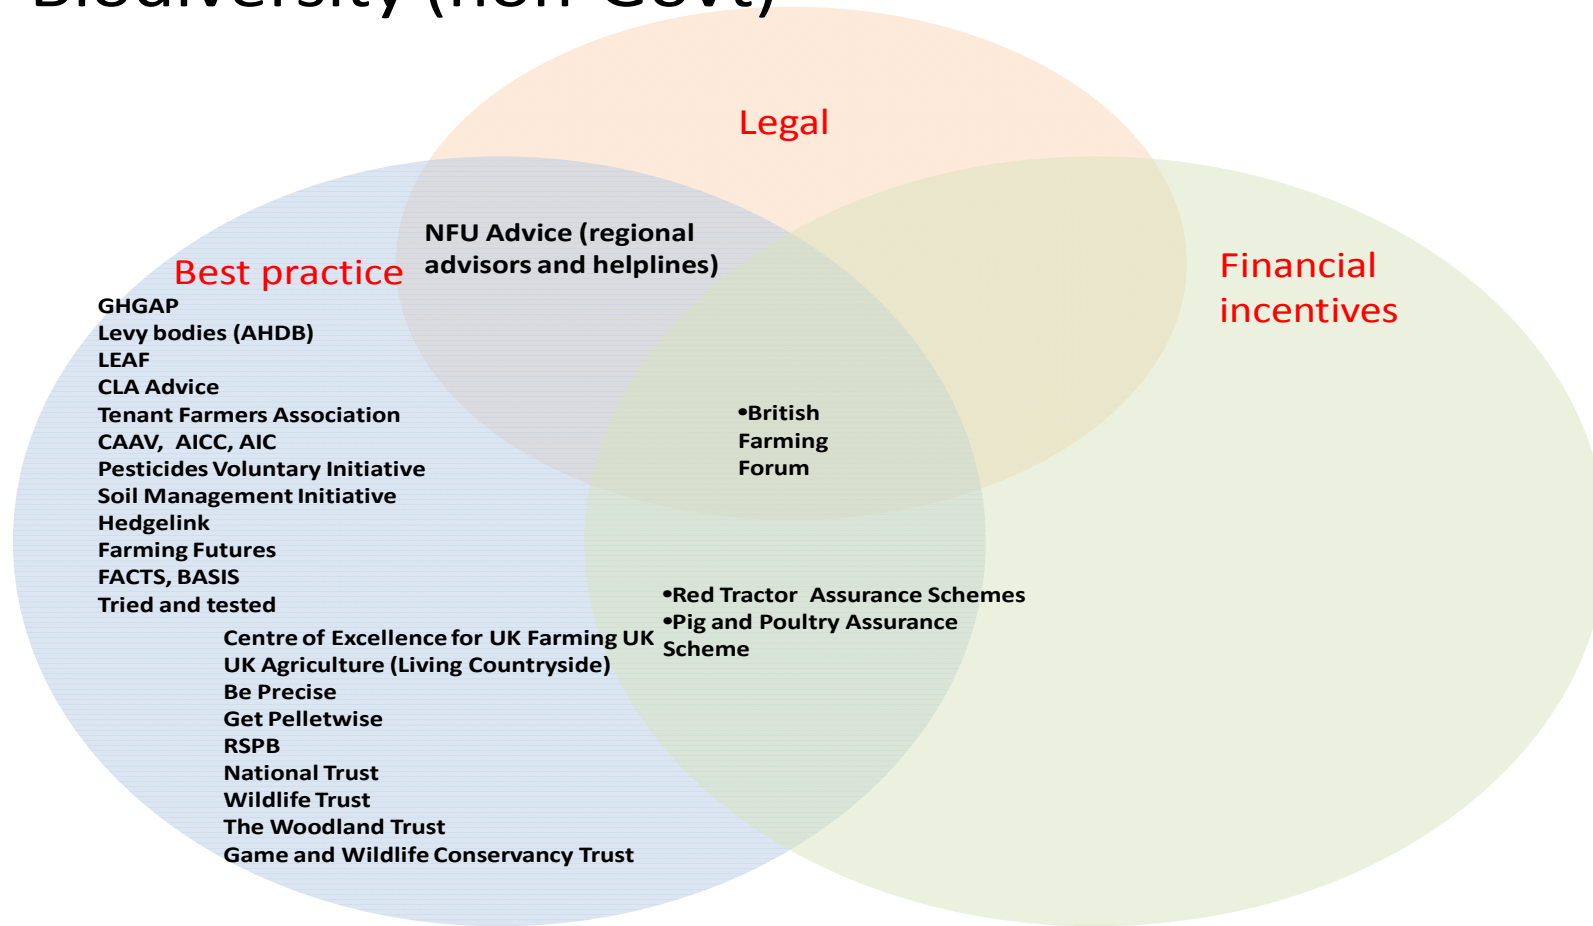 Biodiversity (non-Govt)
Legal
NFU Advice (regional
advisors and helplines)
Best practice
Financial
incentives
GHGAP
Levy bodies (AHDB)
LEAF
CLA Advice
Tenant Farmers Association
CAAV, AICC, AIC
Pesticides Voluntary Initiative
Soil Management Initiative
Hedgelink
Farming Futures
FACTS, BASIS
Tried and tested
•British
Farming
Forum
•Red Tractor Assurance Schemes
•Pig and Poultry Assurance
Scheme
Centre of Excellence for UK Farming UK
UK Agriculture (Living Countryside)
Be Precise
Get Pelletwise
RSPB
National Trust
Wildlife Trust
The Woodland Trust
Game and Wildlife Conservancy Trust